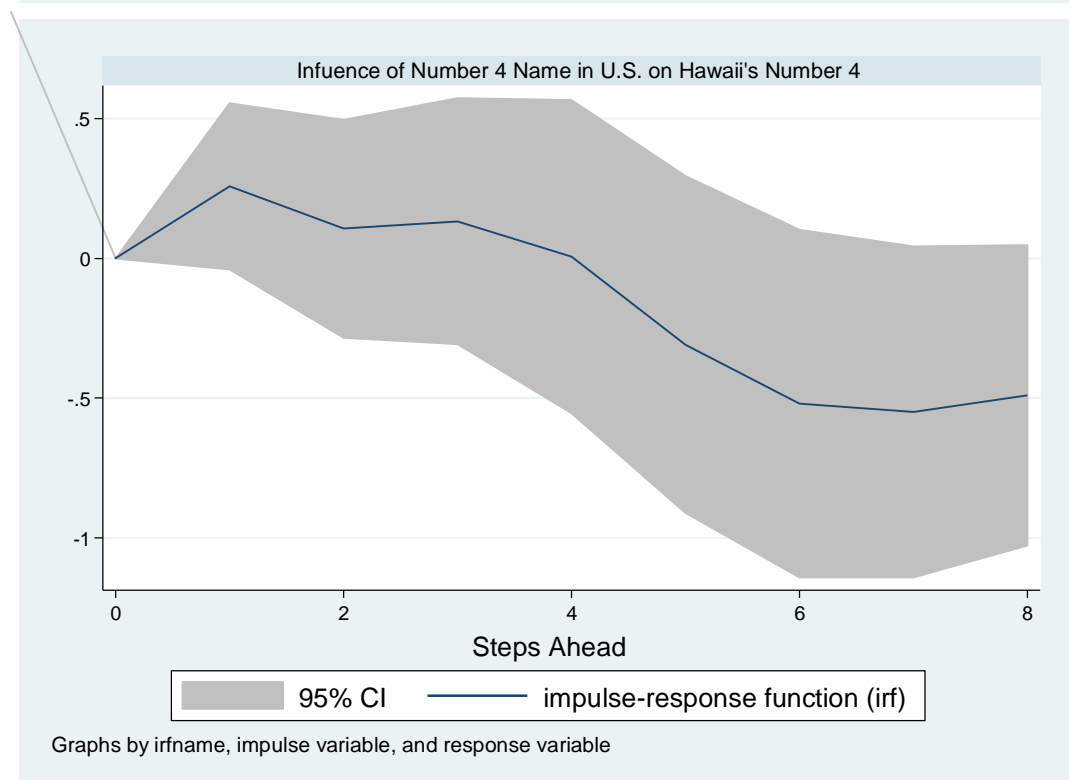 Infuence of Number 4 Name in U.S. on Hawaii's Number 4
.5
0
-.5
-1
0 2 4 6 8
Steps Ahead
95% CI impulse-response function (irf)
Graphs by irfname, impulse variable, and response variable